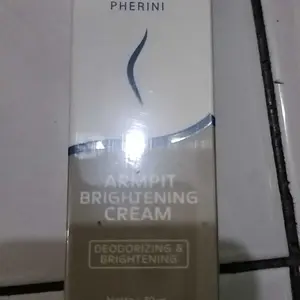 PHERINI
ARMPIT
BRIGHTENING
CREAM
DEODORIZING &
BRIGHTENING